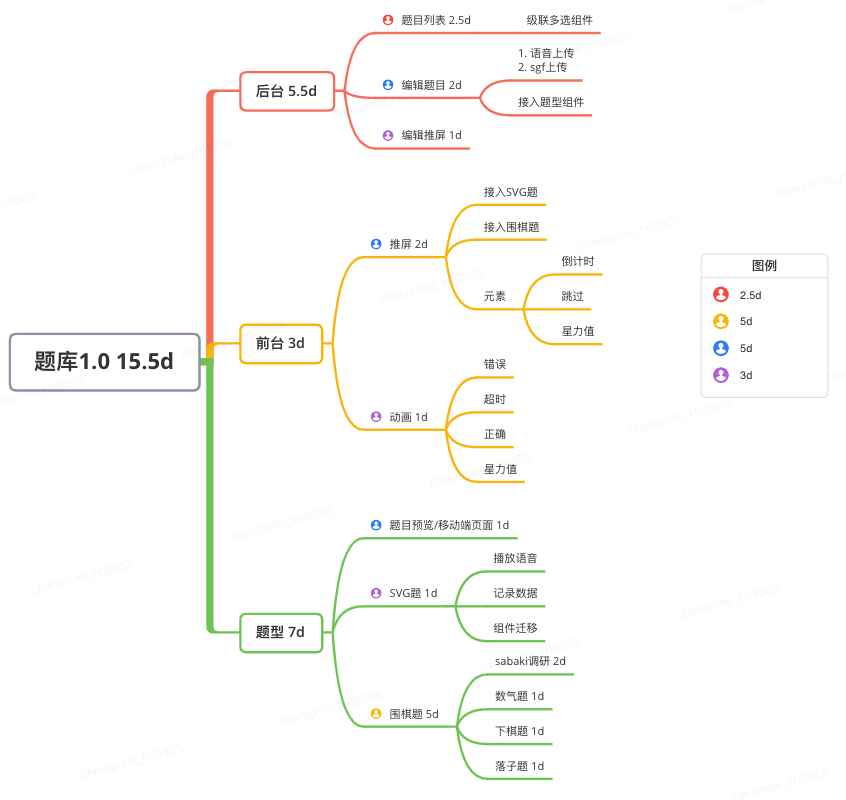 题库1.0 15.5d
后台 5.5d
题目列表 2.5d
级联多选组件
编辑题目 2d
1. 语音上传
2. sgf上传
接入题型组件
编辑推屏 1d
前台 3d
推屏 2d
接入SVG题
接入围棋题
元素
倒计时
跳过
星力值
动画 1d
错误
超时
正确
星力值
题型 7d
题目预览/移动端页面 1d
SVG题 1d
播放语音
记录数据
组件迁移
围棋题 5d
sabaki调研 2d
数气题 1d
下棋题 1d
落子题 1d
图例
2.5d
5d
5d
3d
chenqinfei_H19355